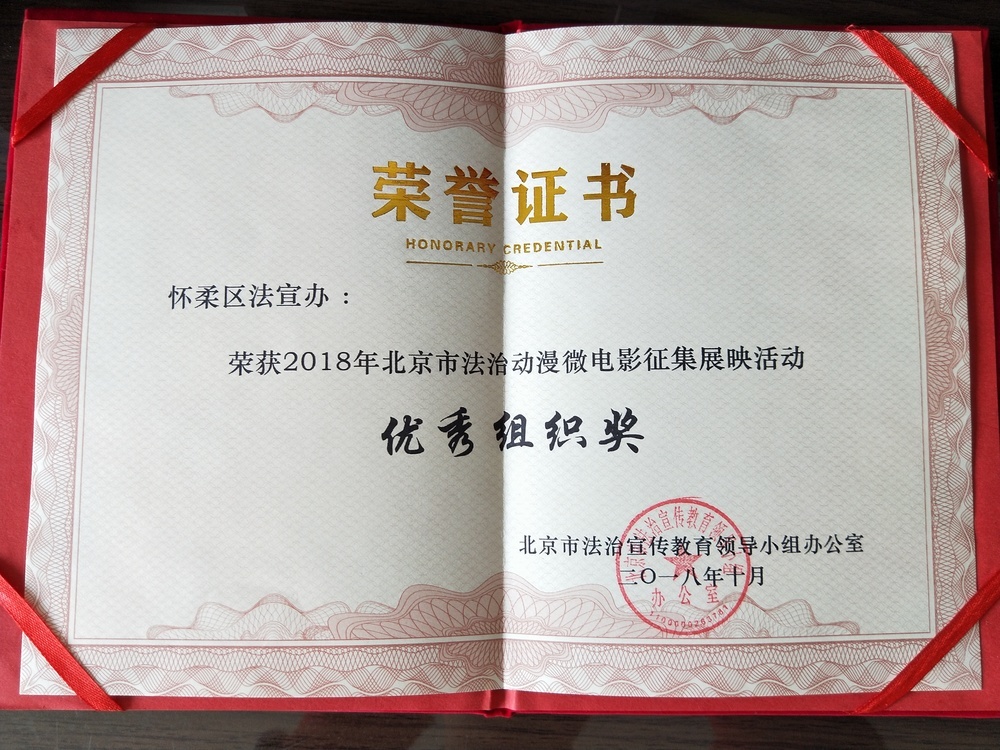 荣誉证书
HONORARY CREDENTIAL
怀柔区法宣办：
荣获2018年北京市法治动漫微电影征集展映活动
优秀组织奖
北京市法治宣传教育领导小组办公室
二〇一八年十月
办公室